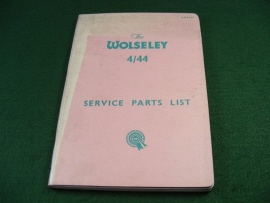 The
WOLSELEY
4/44
SERVICE PARTS LIST